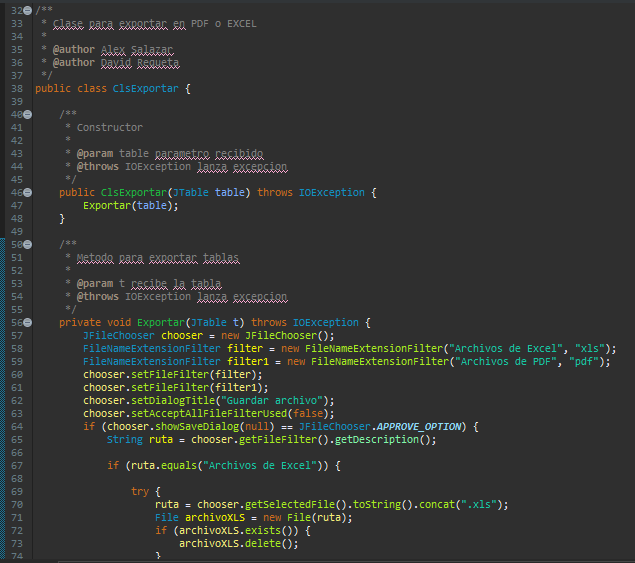 32 /**
33  * Clase para exportar en PDF o EXCEL
34  *
35  * @author Alex Salazar
36  * @author David Requeta
37  */
38 public class ClsExportar {
39
40     /**
41      * Constructor
42      *
43      * @param table parametro recibido
44      * @throws IOException lanza excepcion
45      */
46     public ClsExportar(JTable table) throws IOException {
47         Exportar(table);
48     }
49
50     /**
51      * Metodo para exportar tablas
52      *
53      * @param t recibe la tabla
54      * @throws IOException lanza excepcion
55      */
56     private void Exportar(JTable t) throws IOException {
57         JFileChooser chooser = new JFileChooser();
58         FileNameExtensionFilter filter = new FileNameExtensionFilter("Archivos de Excel", "xls");
59         FileNameExtensionFilter filter1 = new FileNameExtensionFilter("Archivos de PDF", "pdf");
60         chooser.setFileFilter(filter);
61         chooser.setFileFilter(filter1);
62         chooser.setDialogTitle("Guardar archivo");
63         chooser.setAcceptAllFileFilterUsed(false);
64         if (chooser.showSaveDialog(null) == JFileChooser.APPROVE_OPTION) {
65             String ruta = chooser.getFileFilter().getDescription();
66
67             if (ruta.equals("Archivos de Excel")) {
68
69                 try {
70                     ruta = chooser.getSelectedFile().toString().concat(".xls");
71                     File archivoXLS = new File(ruta);
72                     if (archivoXLS.exists()) {
73                         archivoXLS.delete();
74                     }